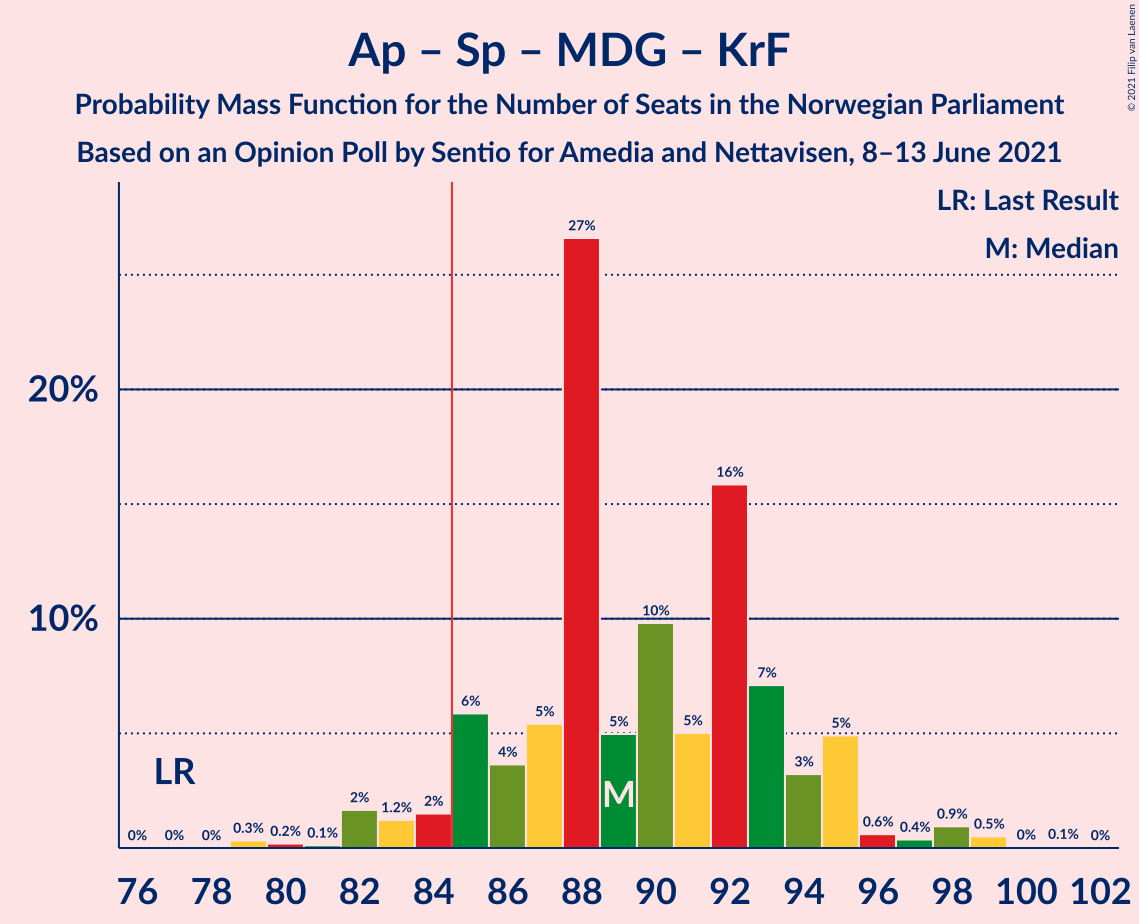 Ap – Sp – MDG – KrF
Probability Mass Function for the Number of Seats in the Norwegian Parliament
Based on an Opinion Poll by Sentio for Amedia and Nettavisen, 8–13 June 2021
© 2021 Filip van Laenen
LR: Last Result
M: Median
20%
10%
LR
M
0% 0% 0% 0.3% 0.2% 0.1% 2% 1.2% 2% 6% 4% 5% 27% 5% 10% 5% 16% 7% 3% 5% 0.6% 0.4% 0.9% 0.5% 0% 0.1% 0%
76 78 80 82 84 86 88 90 92 94 96 98 100 102